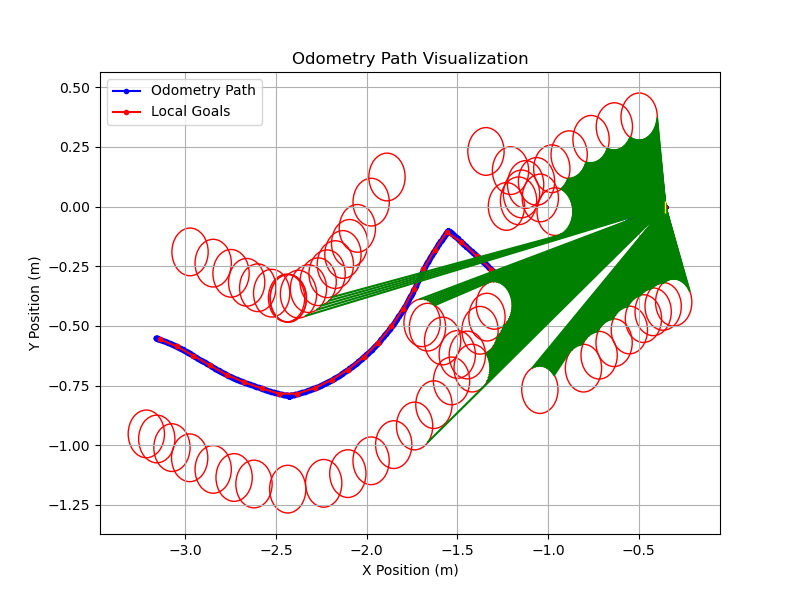 Odometry Path Visualization
Odometry Path
Local Goals
Y Position (m)
0.50
0.25
0.00
−0.25
−0.50
−0.75
−1.00
−1.25
−3.0 −2.5 −2.0 −1.5 −1.0 −0.5
X Position (m)